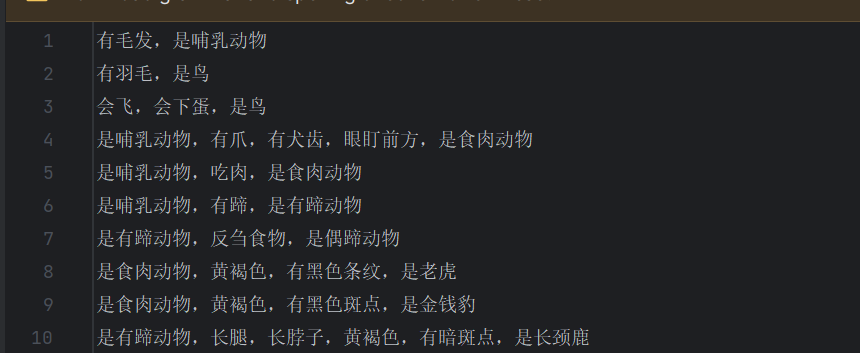 1 有毛发，是哺乳动物
2 有羽毛，是鸟
3 会飞，会下蛋，是鸟
4 是哺乳动物，有爪，有犬齿，眼盯前方，是食肉动物
5 是哺乳动物，吃肉，是食肉动物
6 是哺乳动物，有蹄，是有蹄动物
7 是有蹄动物，反刍食物，是偶蹄动物
8 是食肉动物，黄褐色，有黑色条纹，是老虎
9 是食肉动物，黄褐色，有黑色斑点，是金钱豹
10 是有蹄动物，长腿，长脖子，黄褐色，有暗斑点，是长颈鹿